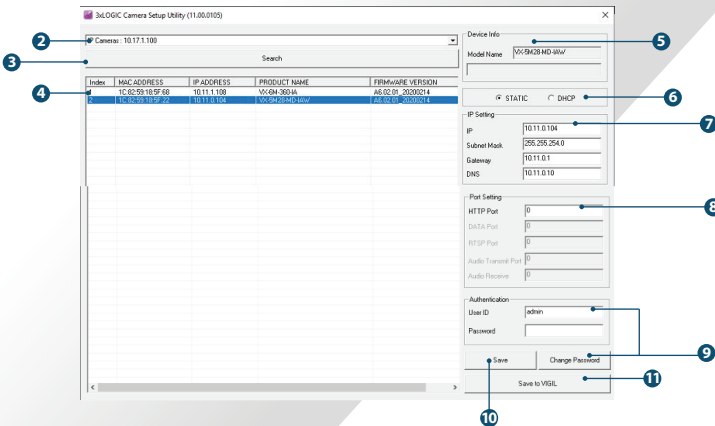 3xLOGIC Camera Setup Utility (11.00.0105)
2
IP Cameras : 10.17.1.100
3
Search
Index MAC ADDRESS IP ADDRESS PRODUCT NAME FIRMWARE VERSION
4
1 1C:82:59:18:5F:68 10.11.1.108 VX-6M-360-IA A6.02.01_20200214
2 1C:82:59:18:5F:22 10.11.0.104 VX-5M28-MD-IAW A6.02.01_20200214
Device Info
Model Name VX-5M28-MD-IAW
5
STATIC DHCP
6
IP Setting
IP 10.11.0.104
7
Subnet Mask 255.255.254.0
Gateway 10.11.0.1
DNS 10.11.0.10
Port Setting
HTTP Port 0
8
DATA Port 0
RTSP Port 0
Audio Transmit Port 0
Audio Receive 0
Authentication
User ID admin
Password
9
Save Change Password
10
Save to VIGIL
11